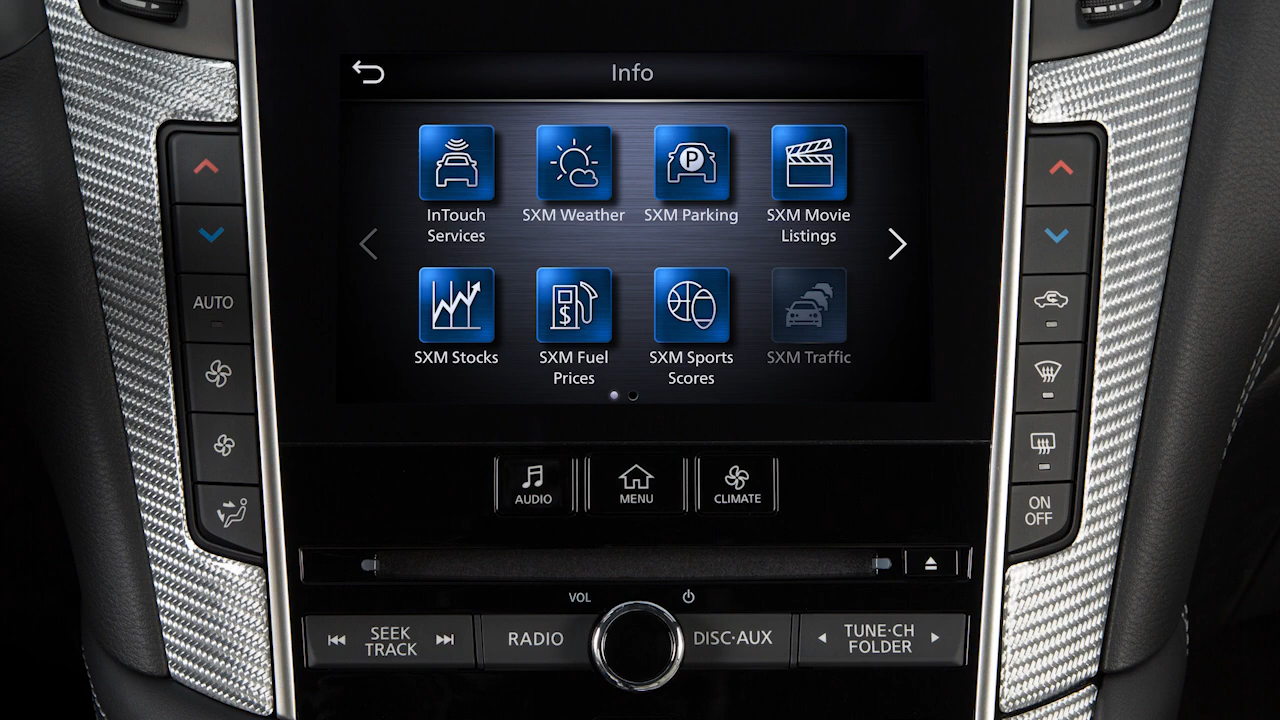 Info
P
InTouch
Services
SXM Weather
SXM Parking
SXM Movie
Listings
$
SXM Stocks
SXM Fuel
Prices
SXM Sports
Scores
SXM Traffic
AUTO
ON
OFF
AUDIO
MENU
CLIMATE
VOL
SEEK
TRACK
RADIO
DISC·AUX
TUNE·CH
FOLDER